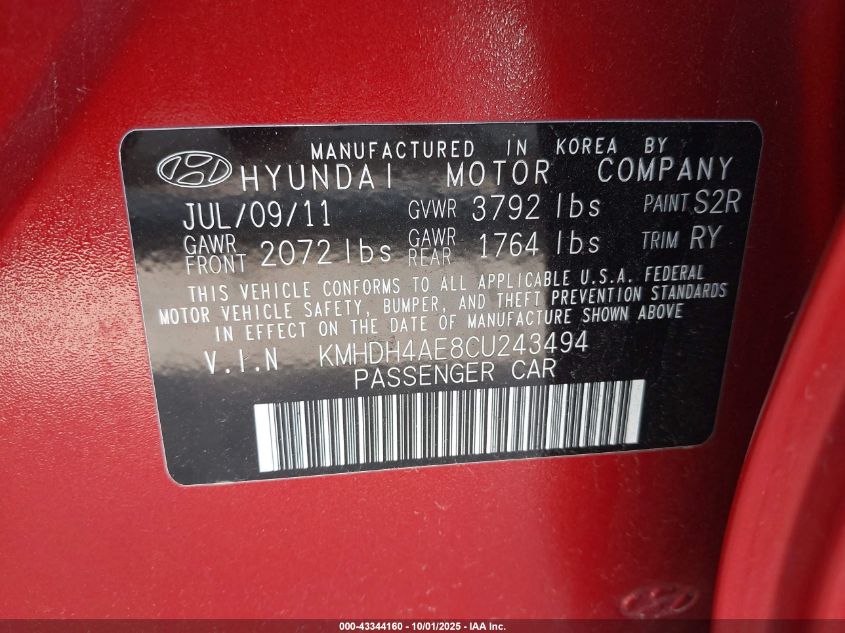 MANUFACTURED IN KOREA BY
HYUNDAI MOTOR COMPANY
JUL/09/11 GVWR 3792 lbs PAINT S2R
GAWR FRONT 2072 lbs GAWR REAR 1764 lbs TRIM RY
THIS VEHICLE CONFORMS TO ALL APPLICABLE U.S.A. FEDERAL
MOTOR VEHICLE SAFETY, BUMPER, AND THEFT PREVENTION STANDARDS
IN EFFECT ON THE DATE OF MANUFACTURE SHOWN ABOVE
V.I.N KMHDH4AE8CU243494
PASSENGER CAR
000-43344160 - 10/01/2025 - IAA Inc.